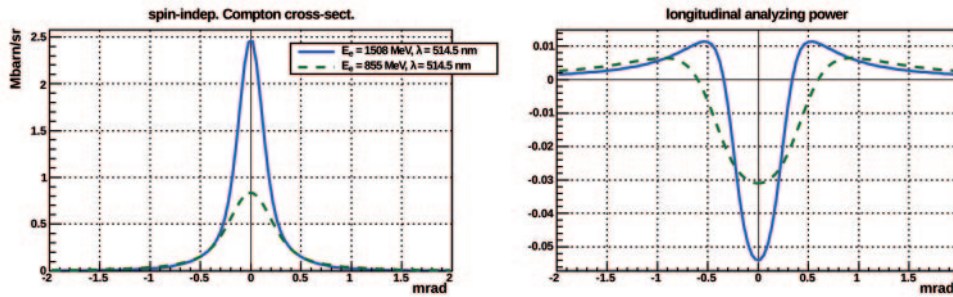 spin-indep. Compton cross-sect.
Mbarn/sr
2.5
2
1.5
1
0.5
0
E_e = 1508 MeV, λ = 514.5 nm
E_e = 855 MeV, λ = 514.5 nm
-2 -1.5 -1 -0.5 0 0.5 1 1.5 2
mrad
longitudinal analyzing power
0.01
0
-0.01
-0.02
-0.03
-0.04
-0.05
-2 -1.5 -1 -0.5 0 0.5 1 1.5 2
mrad